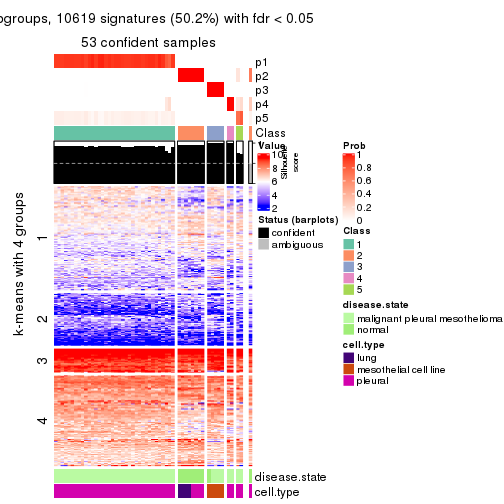 ogroups, 10619 signatures (50.2%) with fdr < 0.05
53 confident samples
p1
p2
p3
p4
p5
Class
Silhouette
score
k-means with 4 groups
1
2
3
4
disease.state
cell.type
Value
10
8
6
4
2
Status (barplots)
confident
ambiguous
Prob
1
0.8
0.6
0.4
0.2
0
Class
1
2
3
4
5
disease.state
malignant pleural mesothelioma
normal
cell.type
lung
mesothelial cell line
pleural